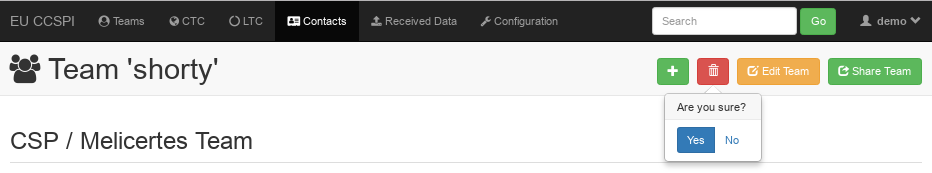 EU CCSPI Teams CTC LTC Contacts Received Data Configuration Search Go demo
Team 'shorty' Edit Team Share Team
Are you sure?
Yes No
CSP / Melicertes Team